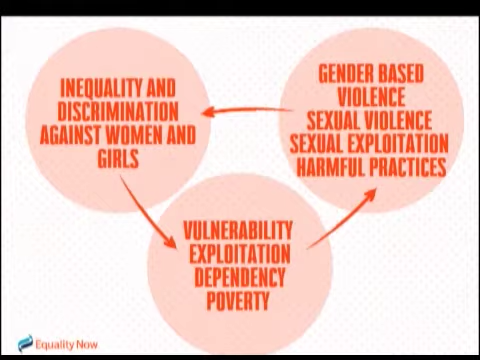 INEQUALITY AND
DISCRIMINATION
AGAINST WOMEN AND
GIRLS
GENDER BASED
VIOLENCE
SEXUAL VIOLENCE
SEXUAL EXPLOITATION
HARMFUL PRACTICES
VULNERABILITY
EXPLOITATION
DEPENDENCY
POVERTY
Equality Now